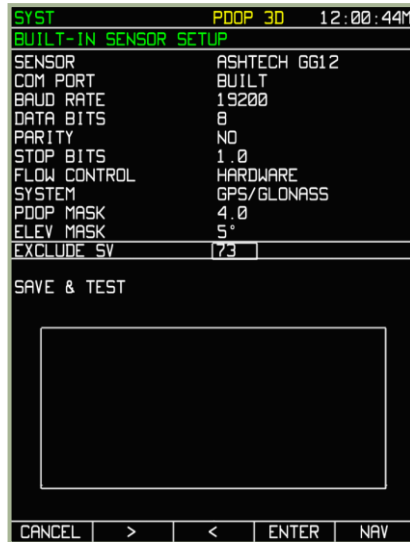 SYST PDOP 3D 12:00:44M
BUILT-IN SENSOR SETUP
SENSOR ASHTECH GG12
COM PORT BUILT
BAUD RATE 19200
DATA BITS 8
PARITY NO
STOP BITS 1.0
FLOW CONTROL HARDWARE
SYSTEM GPS/GLONASS
PDOP MASK 4.0
ELEV MASK 5°
EXCLUDE SV 73
SAVE & TEST
CANCEL > < ENTER NAV